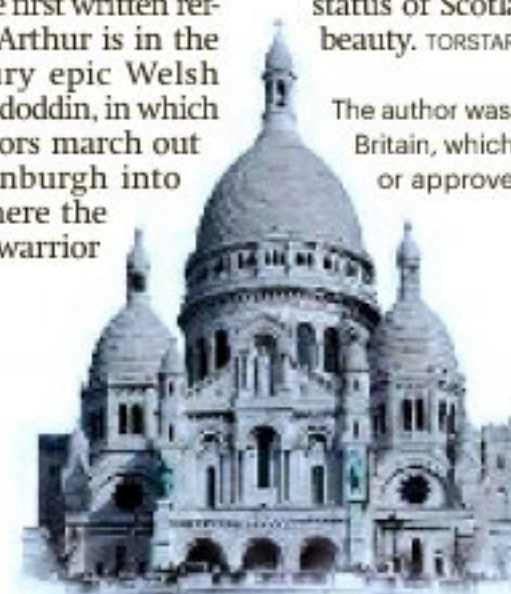 e first written ref-
Arthur is in the
ury epic Welsh
doddin, in which
ors march out
nburgh into
here the
warrior
status of Scotla
beauty. TORSTAR
The author was
Britain, which
or approve